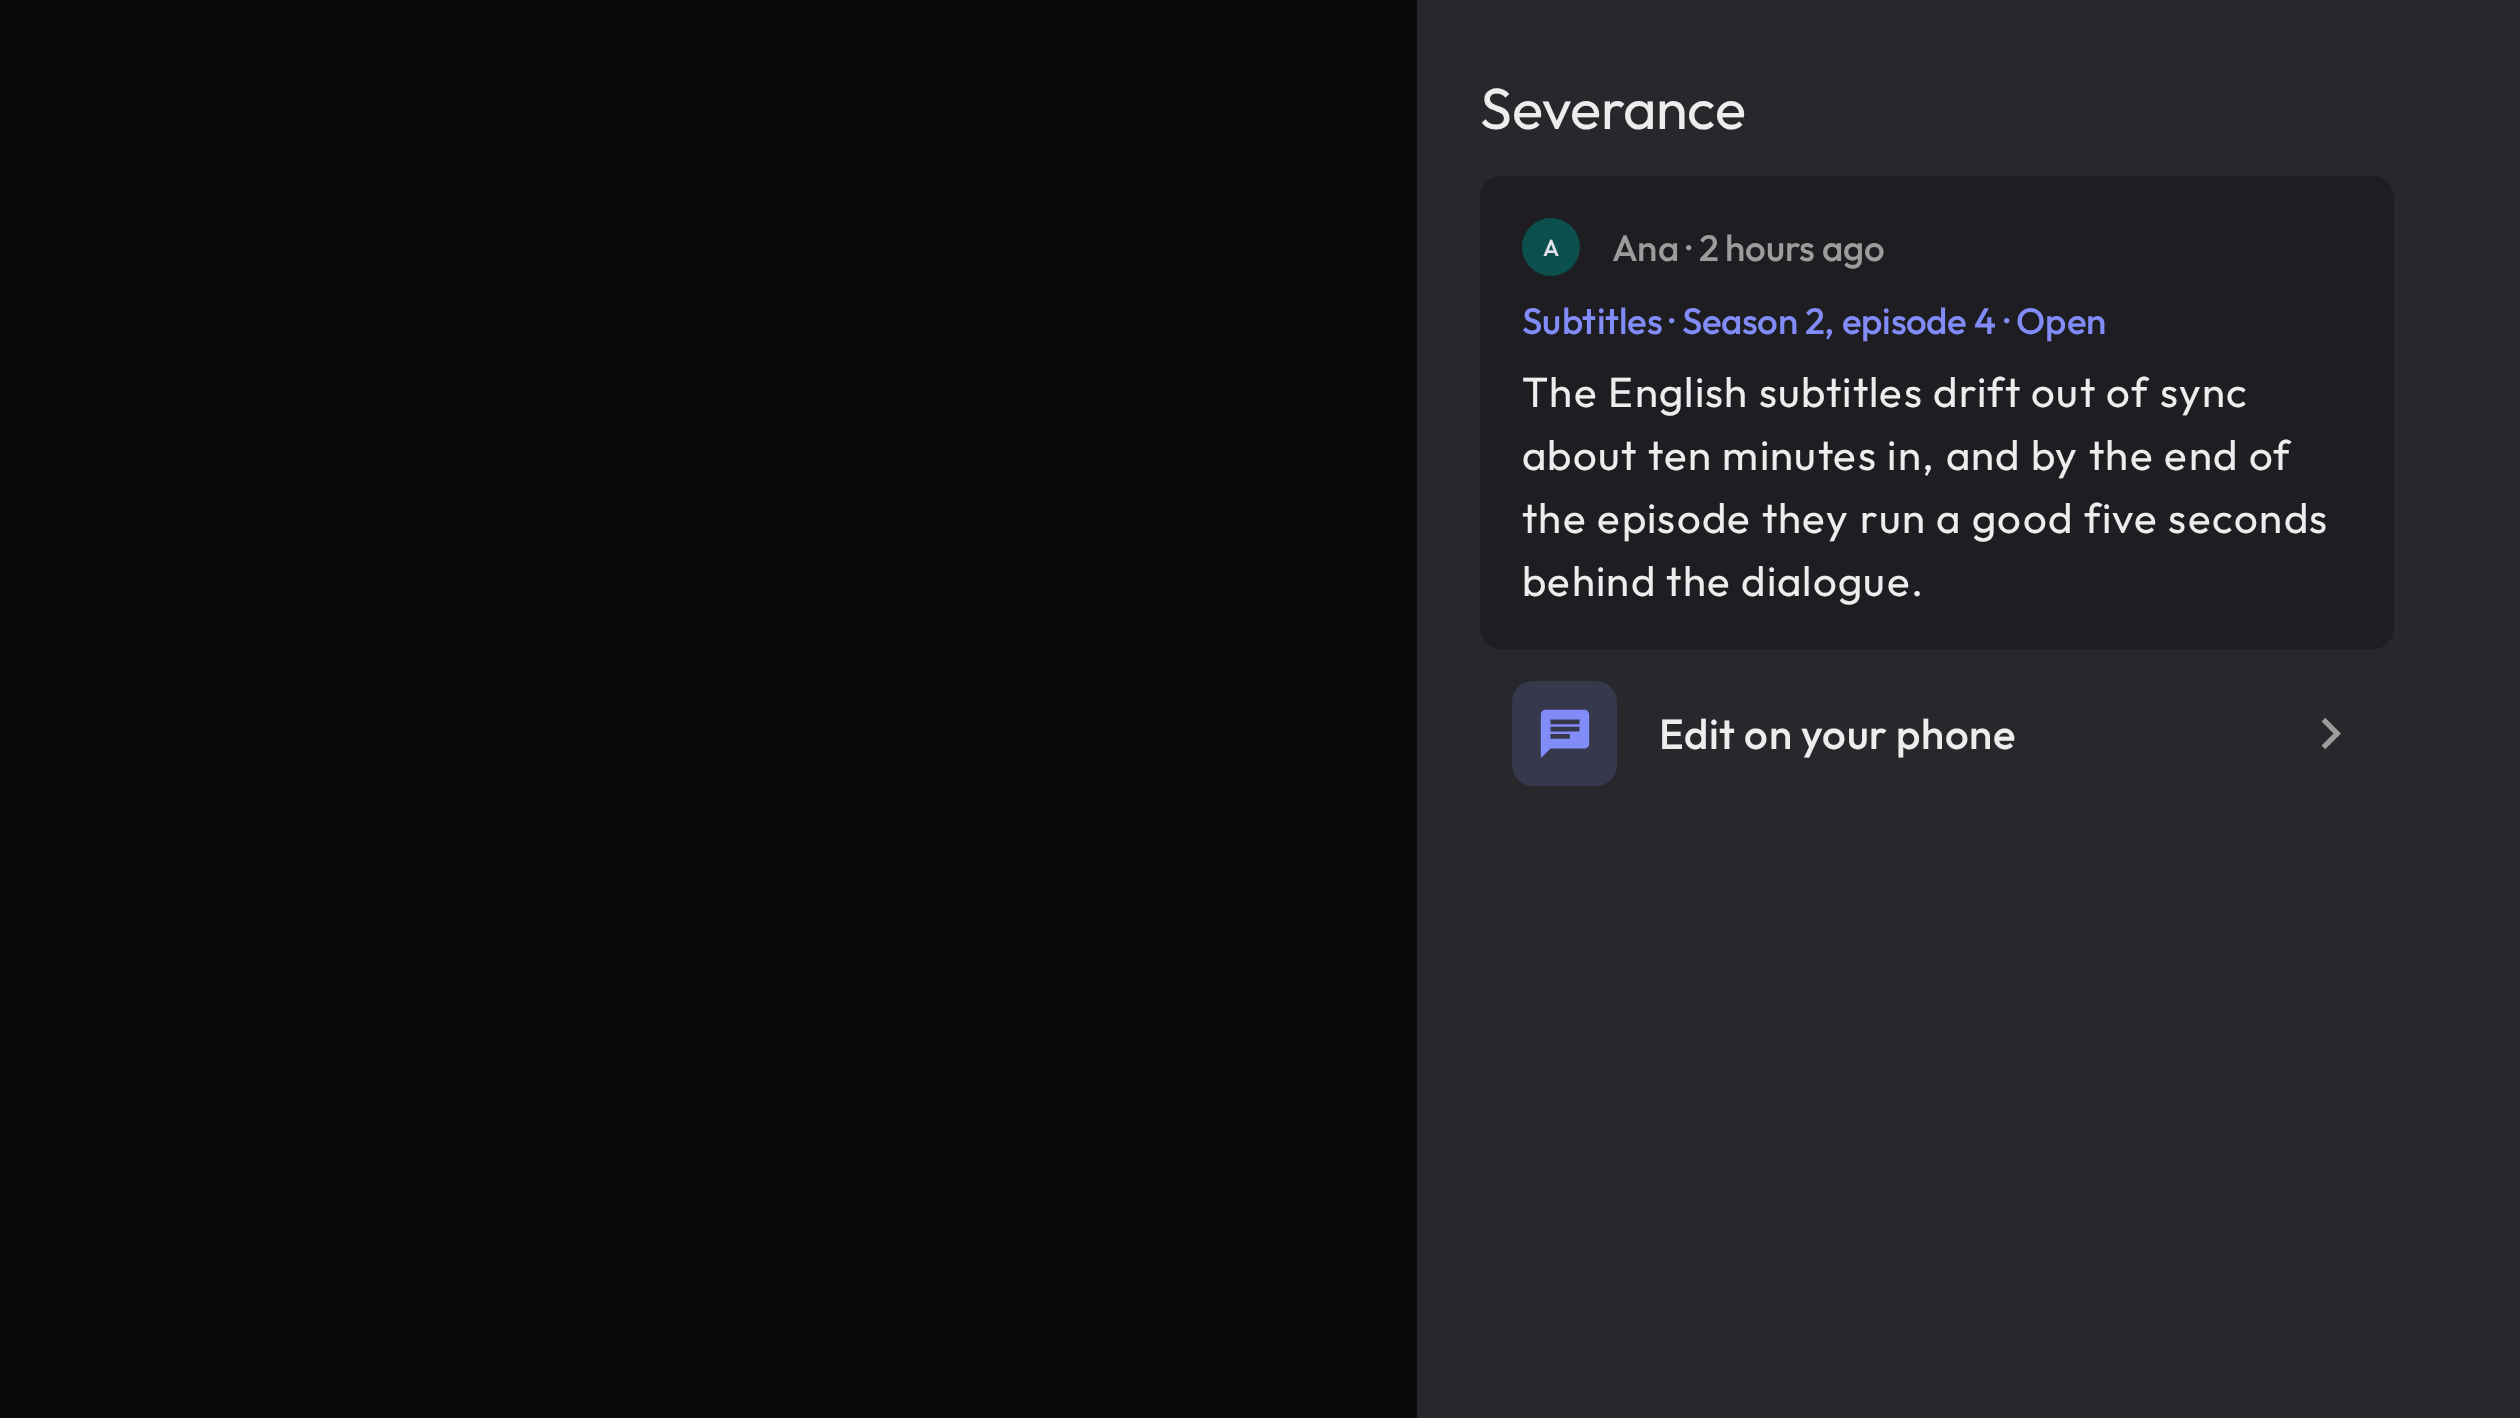 Severance
A
Ana · 2 hours ago
Subtitles · Season 2, episode 4 · Open
The English subtitles drift out of sync
about ten minutes in, and by the end of
the episode they run a good five seconds
behind the dialogue.
Edit on your phone